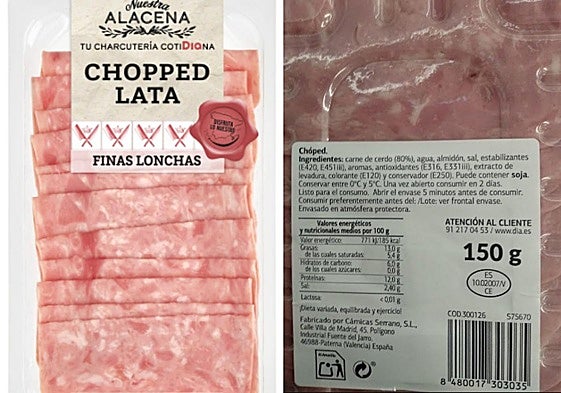 Nuestra
ALACENA
TU CHARCUTERÍA COTIDIANA
CHOPPED
LATA
DISFRUTA
LO NUESTRO
FINAS LONCHAS
Chóped.
Ingredientes: carne de cerdo (80%), agua, almidón, sal, estabilizantes
(E420, E451iii), aromas, antioxidantes (E316, E331iii), extracto de
levadura, colorante (E120) y conservador (E250). Puede contener soja.
Conservar entre 0°C y 5°C. Una vez abierto consumir en 2 días.
Listo para el consumo. Abrir el envase 5 minutos antes de consumir.
Consumir preferentemente antes del: /Lote: ver frontal envase.
Envasado en atmósfera protectora.
Valores energéticos
y nutricionales medios por 100 g
Valor energético: 771 kJ/185 kcal
Grasas: 13,0 g
de las cuales saturadas: 5,4 g
Hidratos de carbono: 6,0 g
de los cuales azúcares: 0,0 g
Proteínas: 12,0 g
Sal: 2,40 g
Lactosa: < 0,01 g
¡Dieta variada, equilibrada y ejercicio!
Fabricado por Cárnicas Serrano, S.L.,
Calle Villa de Madrid, 45. Polígono
Industrial Fuente del Jarro.
46988-Paterna (Valencia) España
ATENCIÓN AL CLIENTE
91 217 04 53 / www.dia.es
150 g
ES
10.02007/V
CE
COD.300126 575670
8 480017 303035